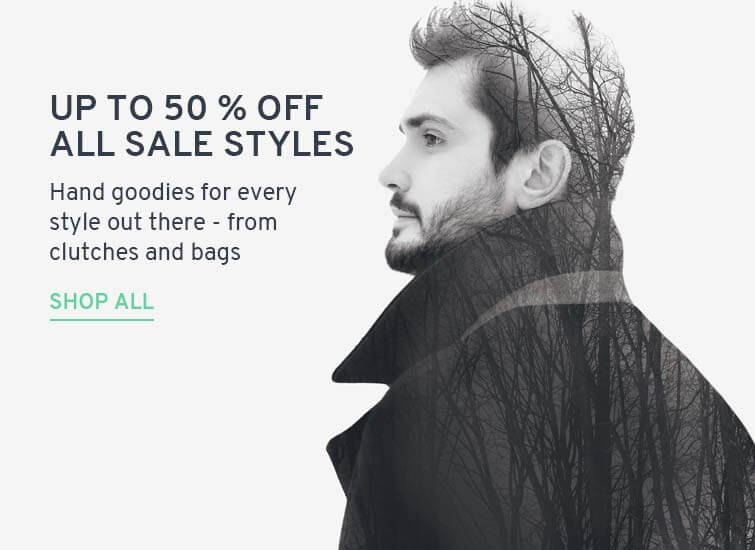 UP TO 50 % OFF
ALL SALE STYLES
Hand goodies for every
style out there - from
clutches and bags
SHOP ALL